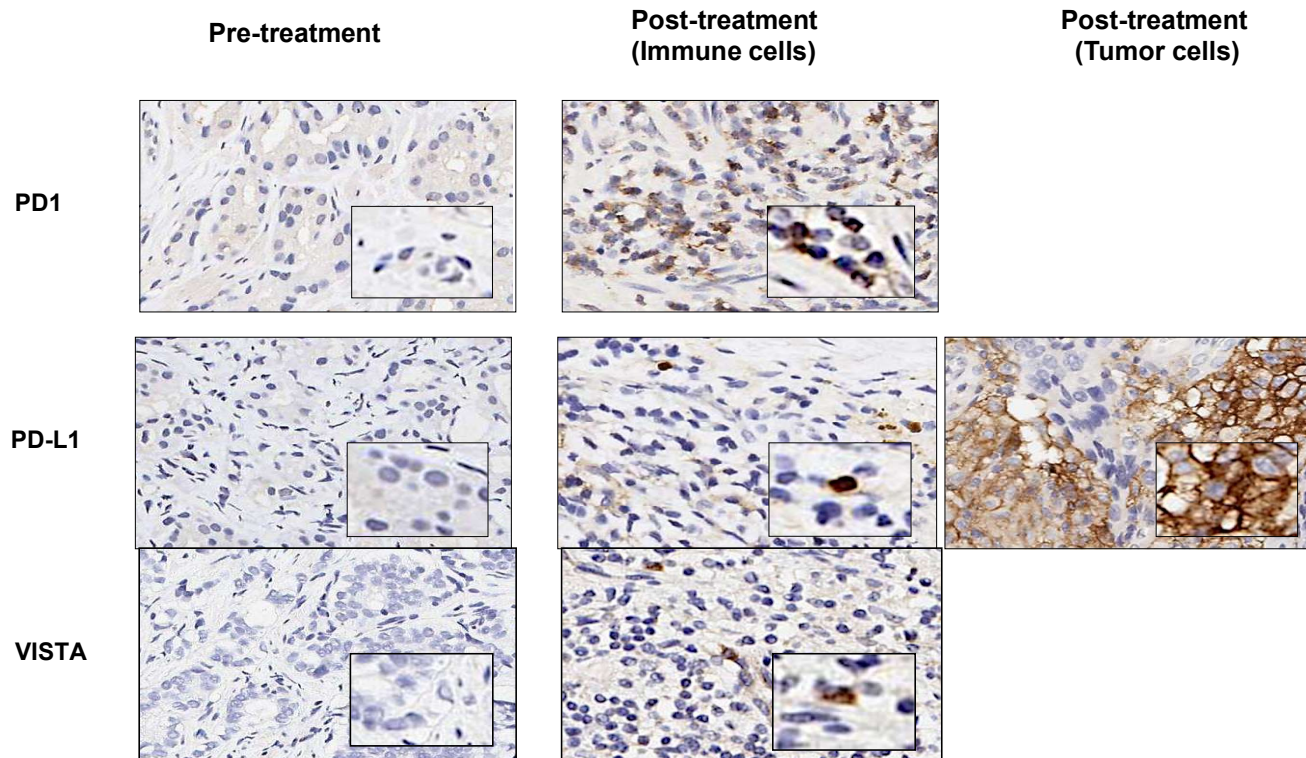 Pre-treatment
Post-treatment
(Immune cells)
Post-treatment
(Tumor cells)
PD1
PD-L1
VISTA